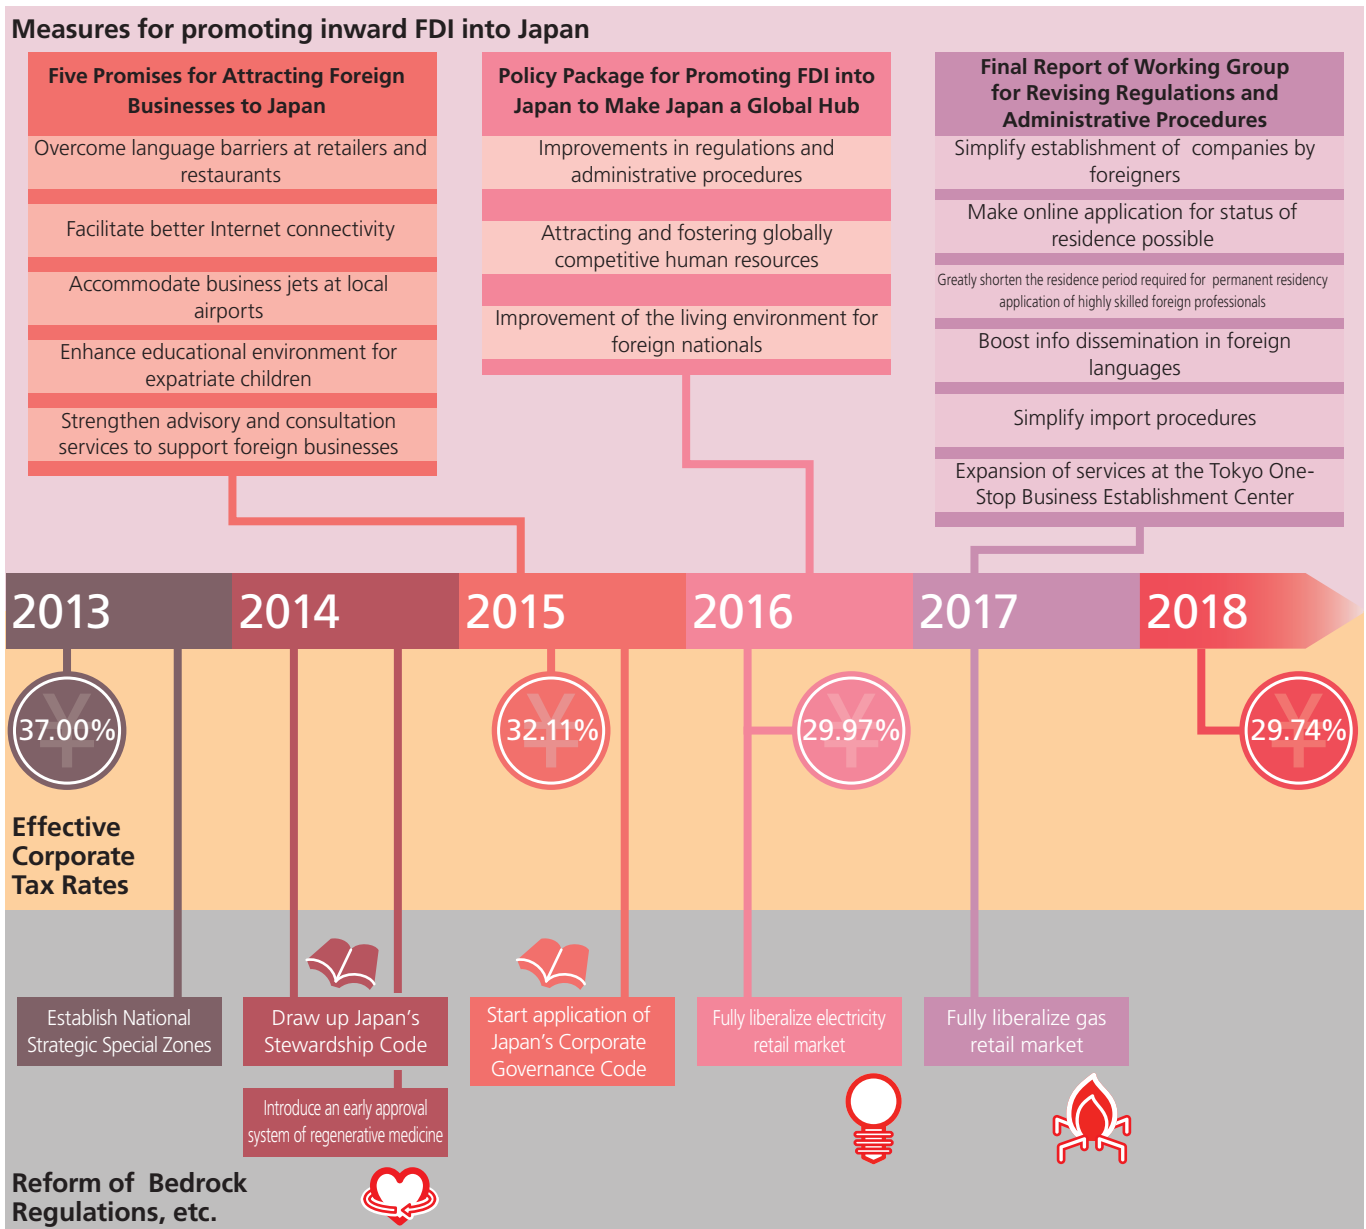 Measures for promoting inward FDI into Japan
Five Promises for Attracting Foreign
Businesses to Japan
Overcome language barriers at retailers and
restaurants
Facilitate better Internet connectivity
Accommodate business jets at local
airports
Enhance educational environment for
expatriate children
Strengthen advisory and consultation
services to support foreign businesses
Policy Package for Promoting FDI into
Japan to Make Japan a Global Hub
Improvements in regulations and
administrative procedures
Attracting and fostering globally
competitive human resources
Improvement of the living environment for
foreign nationals
Final Report of Working Group
for Revising Regulations and
Administrative Procedures
Simplify establishment of companies by
foreigners
Make online application for status of
residence possible
Greatly shorten the residence period required for permanent residency
application of highly skilled foreign professionals
Boost info dissemination in foreign
languages
Simplify import procedures
Expansion of services at the Tokyo One-
Stop Business Establishment Center
2013
2014
2015
2016
2017
2018
¥
37.00%
¥
32.11%
¥
29.97%
¥
29.74%
Effective
Corporate
Tax Rates
Establish National
Strategic Special Zones
Draw up Japan's
Stewardship Code
Introduce an early approval
system of regenerative medicine
Start application of
Japan's Corporate
Governance Code
Fully liberalize electricity
retail market
Fully liberalize gas
retail market
Reform of Bedrock
Regulations, etc.